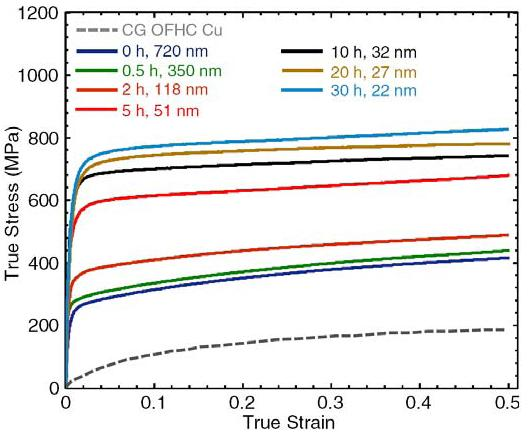 1200
1000
800
600
400
200
0
True Stress (MPa)
CG OFHC Cu
0 h, 720 nm
0.5 h, 350 nm
2 h, 118 nm
5 h, 51 nm
10 h, 32 nm
20 h, 27 nm
30 h, 22 nm
0 0.1 0.2 0.3 0.4 0.5
True Strain